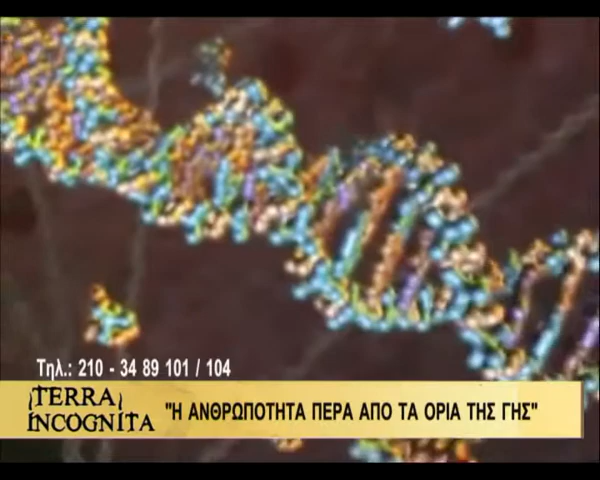 Τηλ.: 210 - 34 89 101 / 104
TERRA
INCOGNITA
"Η ΑΝΘΡΩΠΟΤΗΤΑ ΠΕΡΑ ΑΠΟ ΤΑ ΟΡΙΑ ΤΗΣ ΓΗΣ"